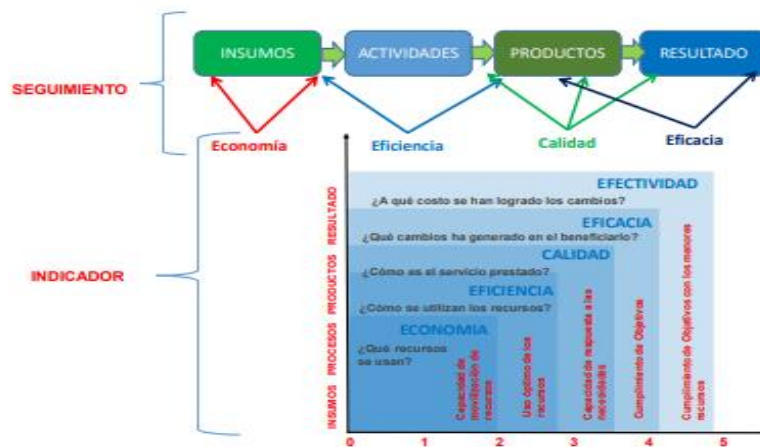 INSUMOS
ACTIVIDADES
PRODUCTOS
RESULTADO
SEGUIMIENTO
Economía
Eficiencia
Calidad
Eficacia
INDICADOR
RESULTADO
PRODUCTOS
PROCESOS
INSUMOS
EFECTIVIDAD
¿A qué costo se han logrado los cambios?
EFICACIA
¿Qué cambios ha generado en el beneficiario?
CALIDAD
¿Cómo es el servicio prestado?
EFICIENCIA
¿Cómo se utilizan los recursos?
ECONOMIA
¿Qué recursos
se usan?
Capacidad de
movilización de
recursos
Uso óptimo de los
recursos
Capacidad de respuesta a las
necesidades
Cumplimiento de Objetivos
Cumplimiento de Objetivos con los menores
recursos
0 1 2 3 4 5